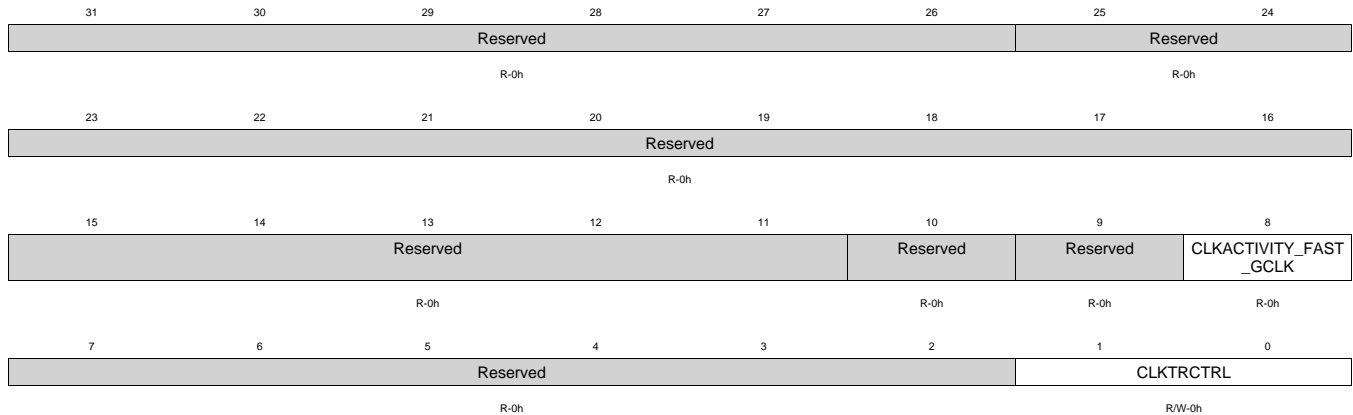 31 30 29 28 27 26 25 24
Reserved Reserved
R-0h R-0h
23 22 21 20 19 18 17 16
Reserved
R-0h
15 14 13 12 11 10 9 8
Reserved Reserved Reserved CLKACTIVITY_FAST
_GCLK
R-0h R-0h R-0h R-0h
7 6 5 4 3 2 1 0
Reserved CLKTRCTRL
R-0h R/W-0h